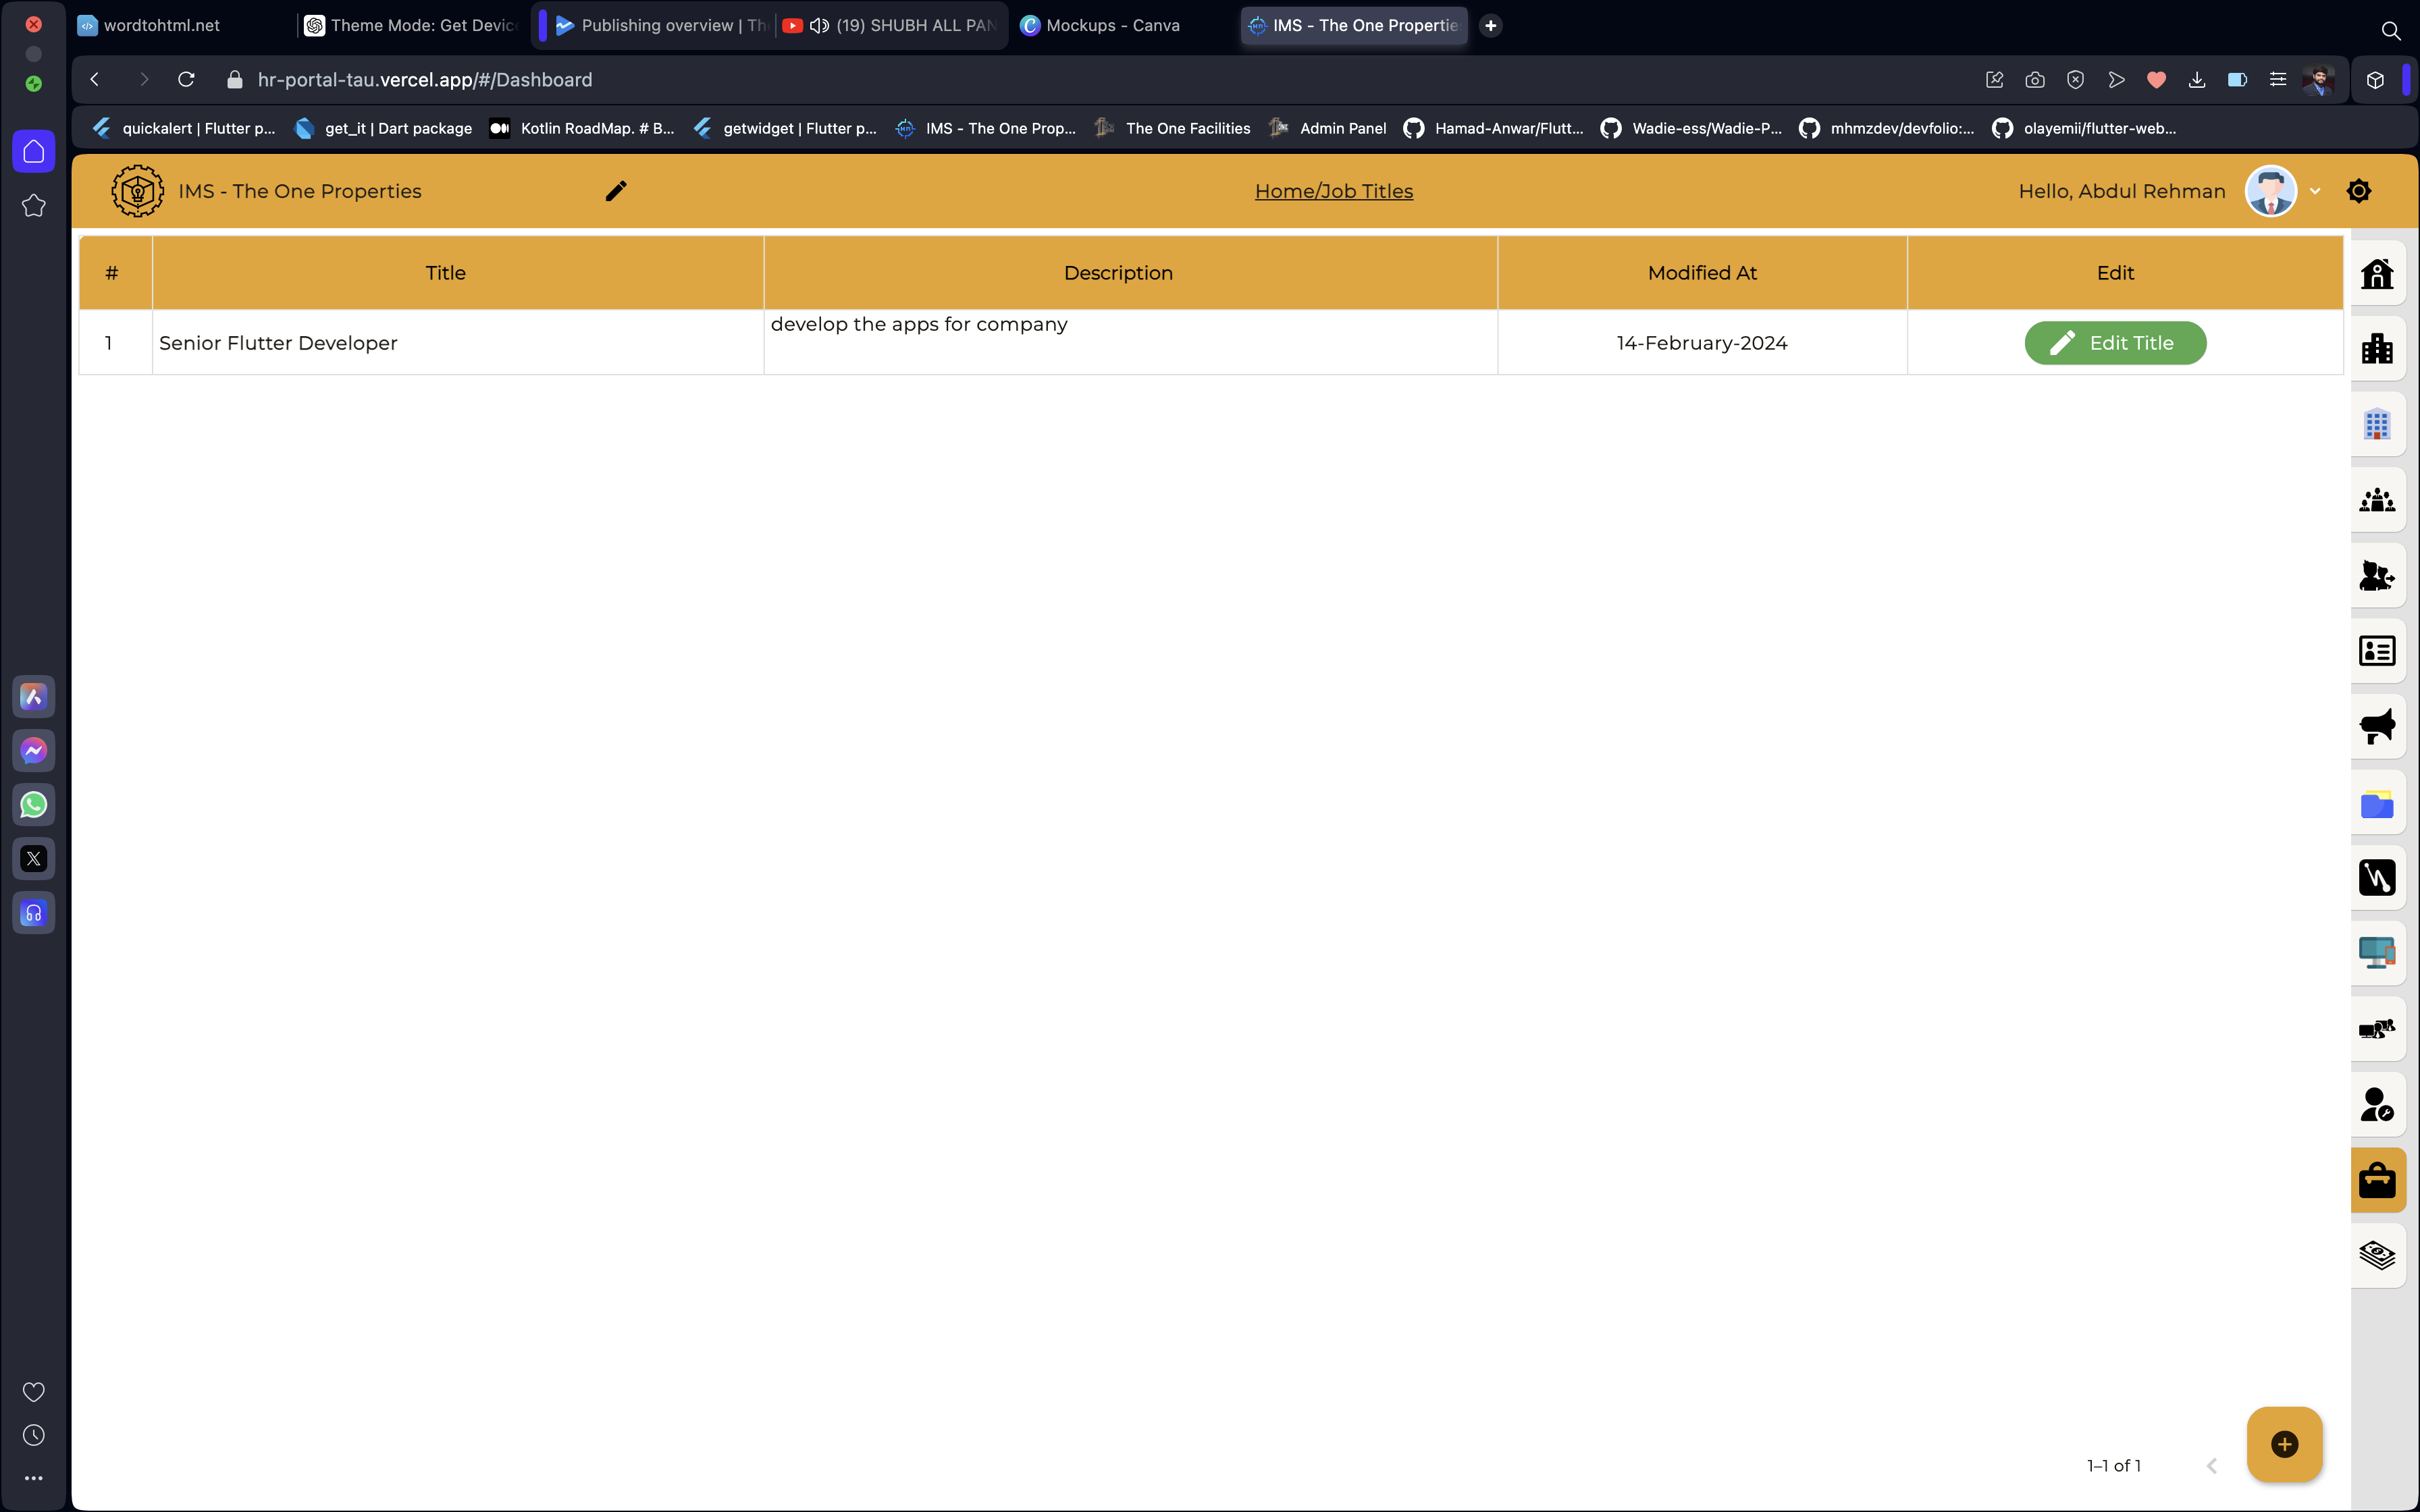 wordtohtml.net
Theme Mode: Get Devic
Publishing overview | Th
(19) SHUBH ALL PAN
Mockups - Canva
IMS - The One Propertie
hr-portal-tau.vercel.app/#/Dashboard
quickalert | Flutter p...
get_it | Dart package
Kotlin RoadMap. # B...
getwidget | Flutter p...
IMS - The One Prop...
The One Facilities
Admin Panel
Hamad-Anwar/Flutt...
Wadie-ess/Wadie-P...
mhmzdev/devfolio:...
olayemii/flutter-web...
IMS - The One Properties
Home/Job Titles
Hello, Abdul Rehman
# Title Description Modified At Edit
1 Senior Flutter Developer develop the apps for company 14-February-2024 Edit Title
1–1 of 1